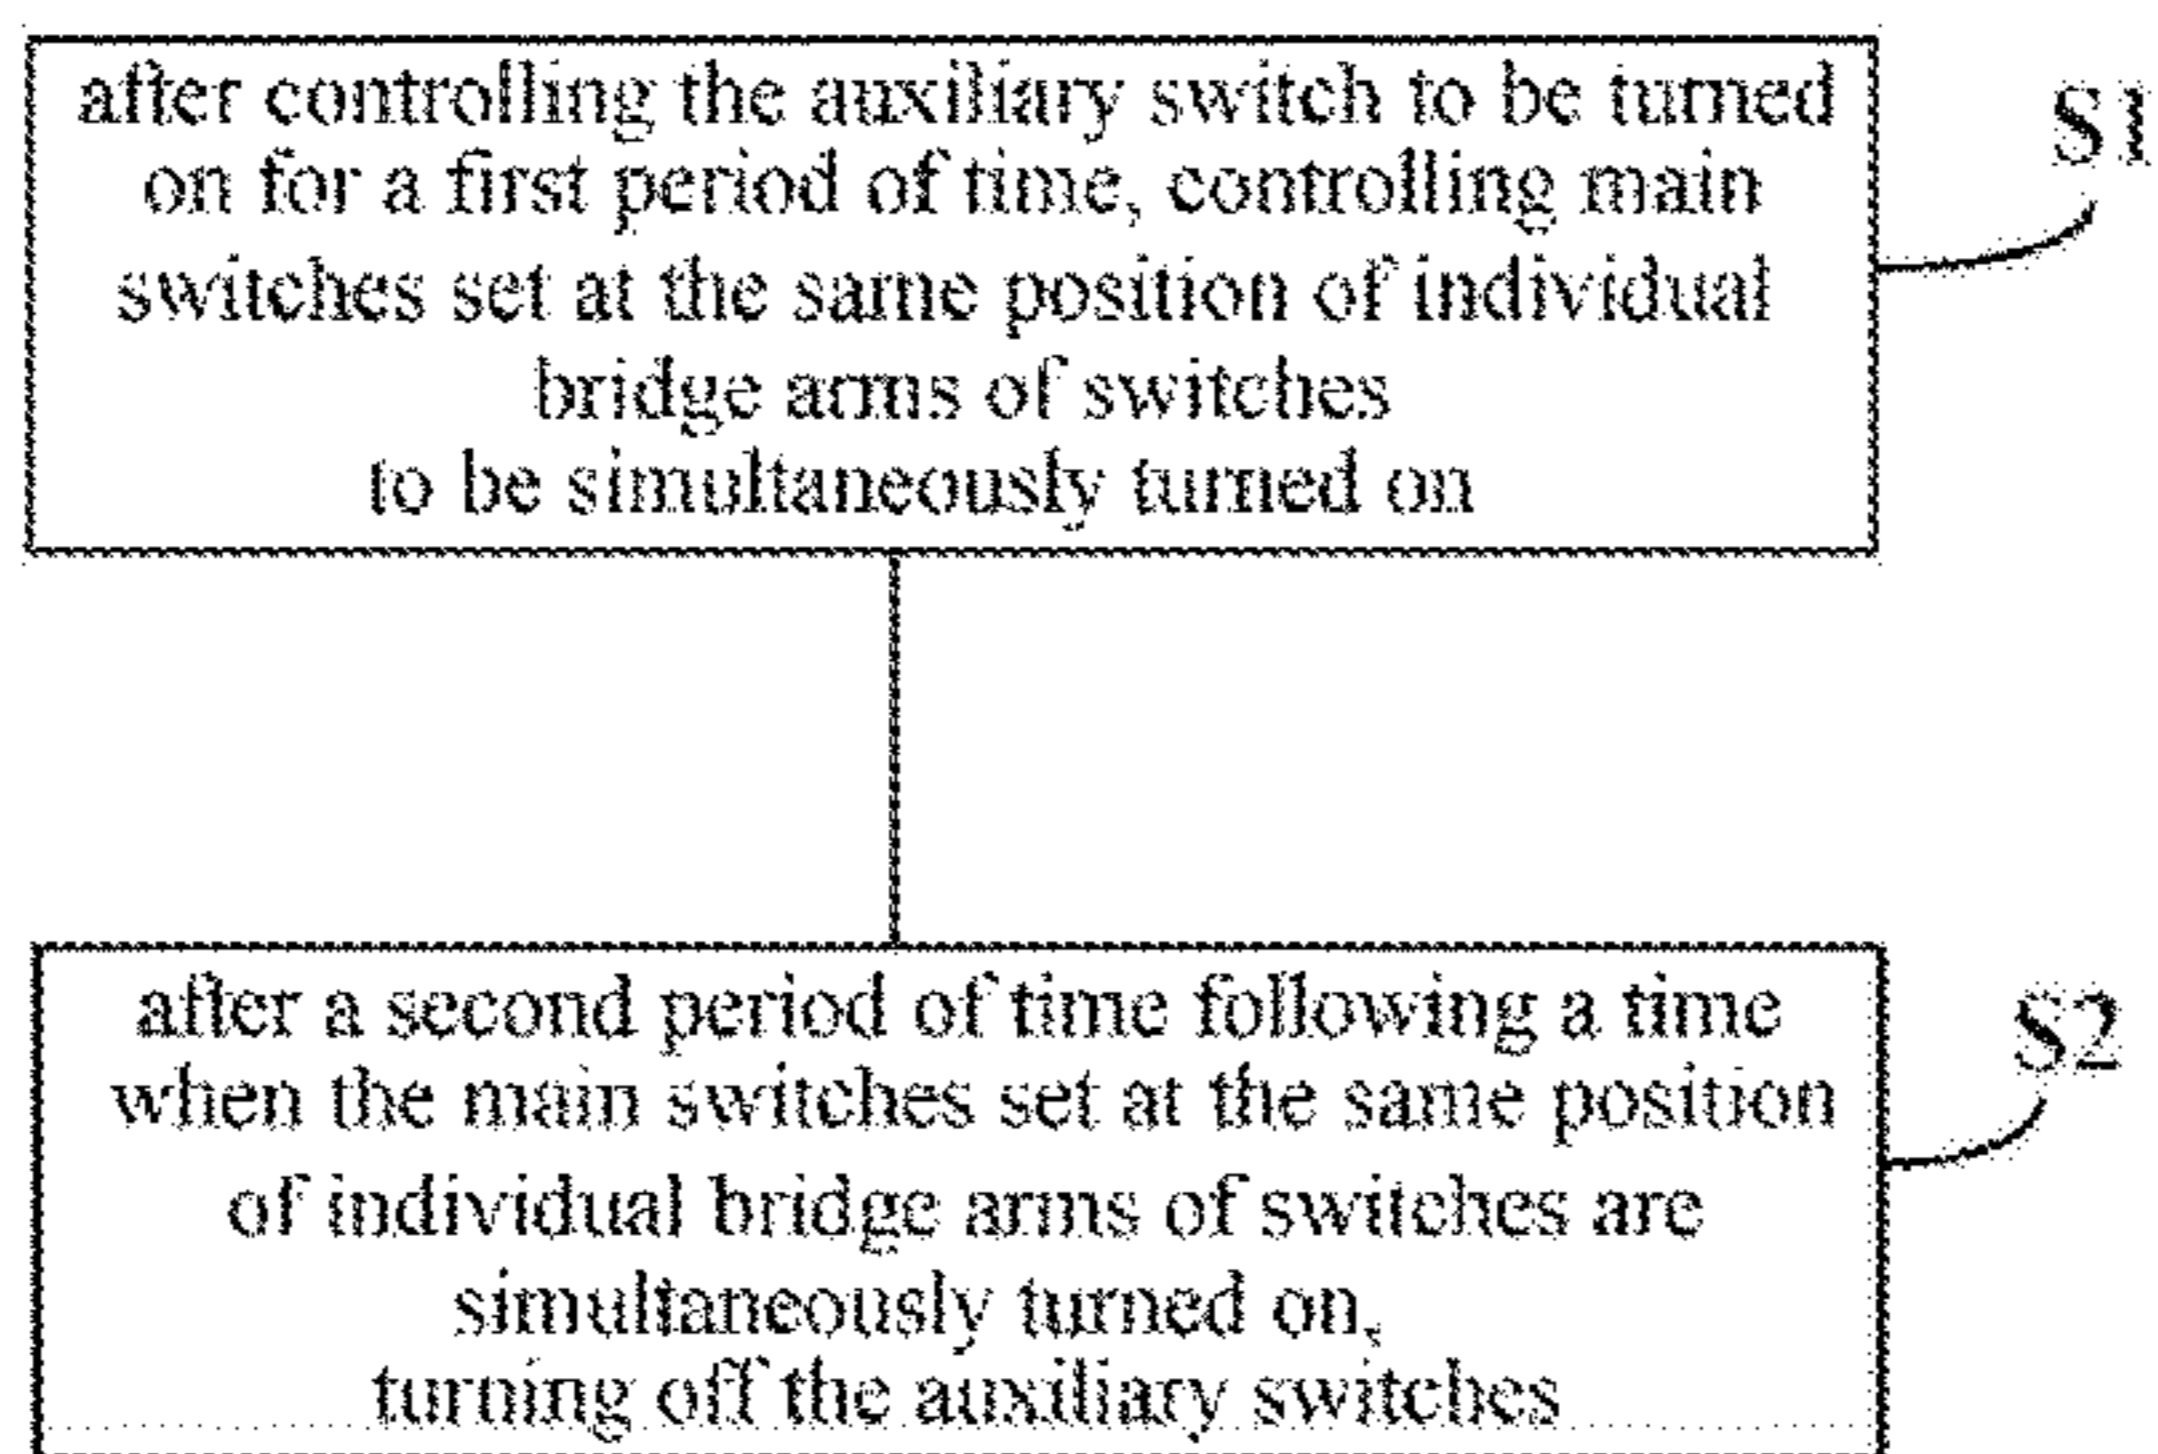 after controlling the auxiliary switch to be turned
on for a first period of time, controlling main
switches set at the same position of individual
bridge arms of switches
to be simultaneously turned on
S1
after a second period of time following a time
when the main switches set at the same position
of individual bridge arms of switches are
simultaneously turned on,
turning off the auxiliary switches
S2